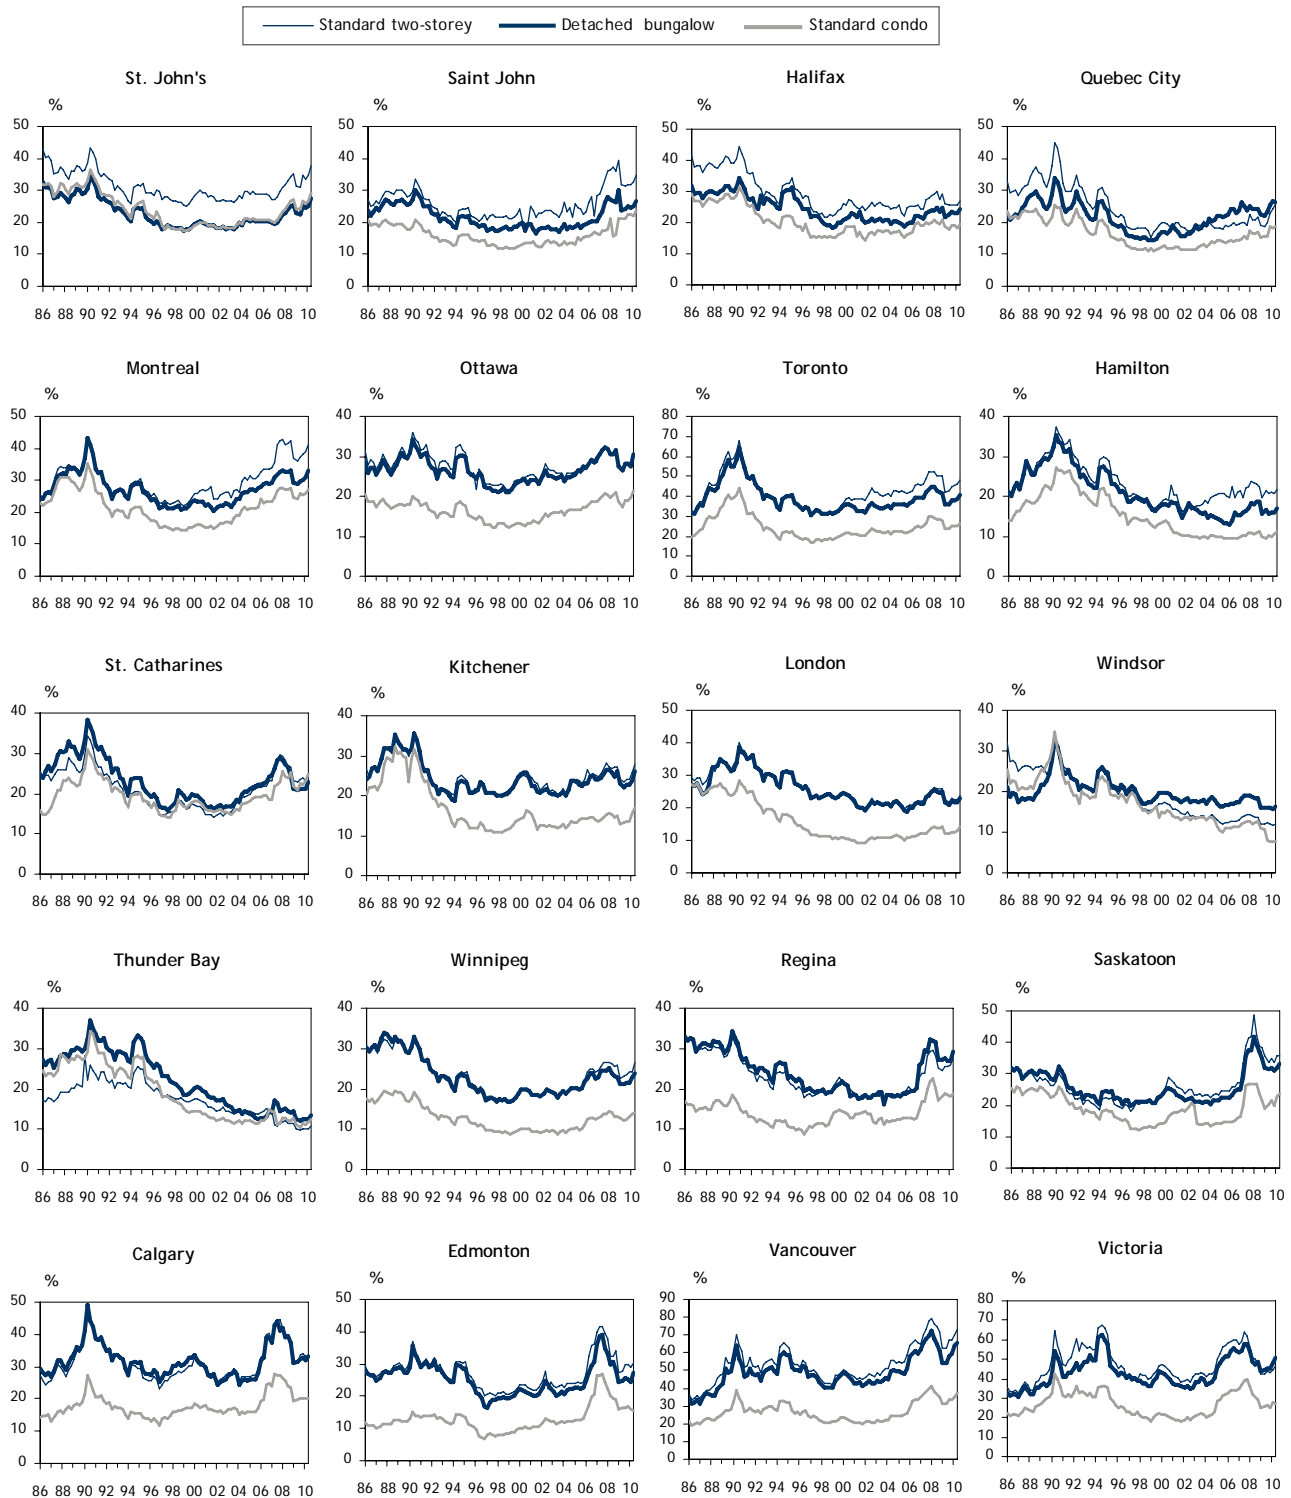 Standard two-storey Detached bungalow Standard condo
St. John's Saint John Halifax Quebec City
% % % %
50 50 50 50
40 40 40 40
30 30 30 30
20 20 20 20
10 10 10 10
0 0 0 0
86 88 90 92 94 96 98 00 02 04 06 08 10 86 88 90 92 94 96 98 00 02 04 06 08 10 86 88 90 92 94 96 98 00 02 04 06 08 10 86 88 90 92 94 96 98 00 02 04 06 08 10
Montreal Ottawa Toronto Hamilton
% % % %
50 40 80 40
40 30 70 30
30 20 60 20
20 10 50 10
10 0 40 0
0 30
20
10
0
86 88 90 92 94 96 98 00 02 04 06 08 10 86 88 90 92 94 96 98 00 02 04 06 08 10 86 88 90 92 94 96 98 00 02 04 06 08 10 86 88 90 92 94 96 98 00 02 04 06 08 10
St. Catharines Kitchener London Windsor
% % % %
40 40 50 40
30 30 40 30
20 20 30 20
10 10 20 10
0 0 10 0
0
86 88 90 92 94 96 98 00 02 04 06 08 10 86 88 90 92 94 96 98 00 02 04 06 08 10 86 88 90 92 94 96 98 00 02 04 06 08 10 86 88 90 92 94 96 98 00 02 04 06 08 10
Thunder Bay Winnipeg Regina Saskatoon
% % % %
40 40 40 50
30 30 30 40
20 20 20 30
10 10 10 20
0 0 0 10
0
86 88 90 92 94 96 98 00 02 04 06 08 10 86 88 90 92 94 96 98 00 02 04 06 08 10 86 88 90 92 94 96 98 00 02 04 06 08 10 86 88 90 92 94 96 98 00 02 04 06 08 10
Calgary Edmonton Vancouver Victoria
% % % %
50 50 90 80
40 40 80 70
30 30 70 60
20 20 60 50
10 10 50 40
0 0 40 30
30 20
20 10
10 0
0
86 88 90 92 94 96 98 00 02 04 06 08 10 86 88 90 92 94 96 98 00 02 04 06 08 10 86 88 90 92 94 96 98 00 02 04 06 08 10 86 88 90 92 94 96 98 00 02 04 06 08 10